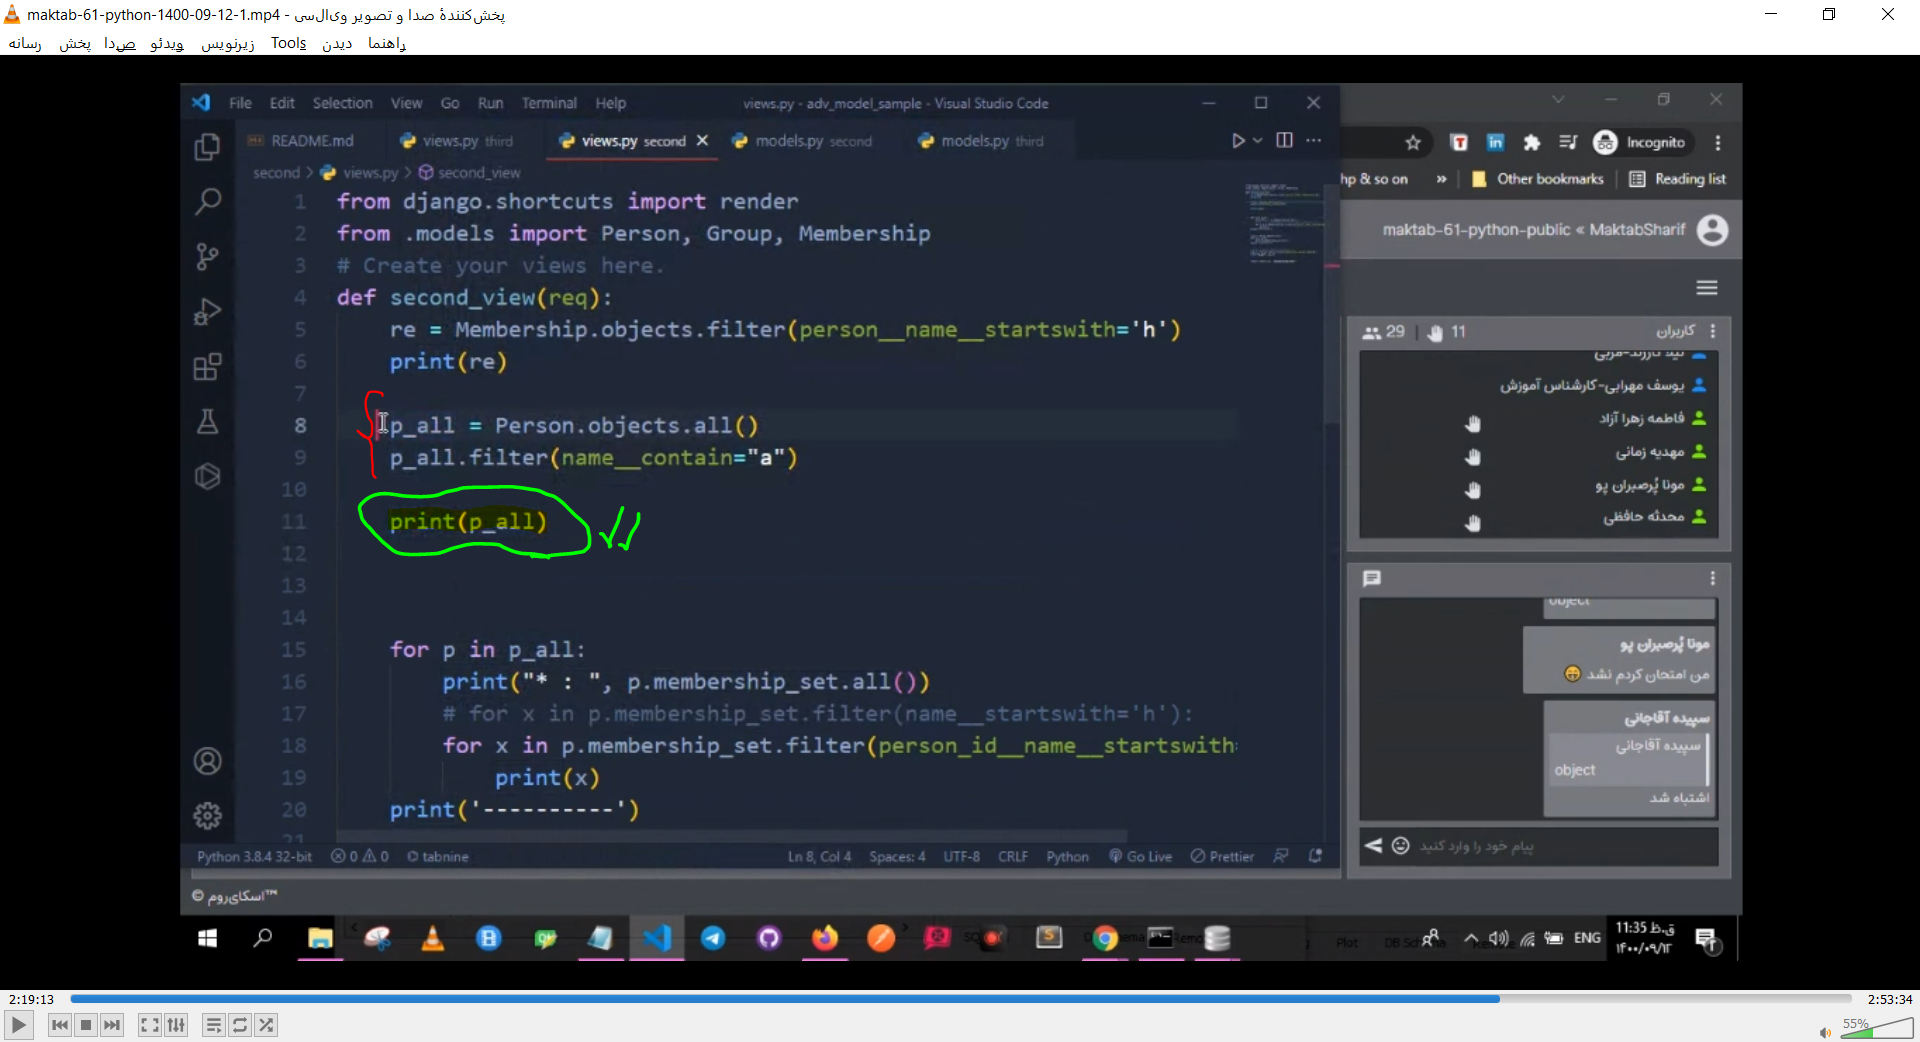 maktab-61-python-1400-09-12-1.mp4 - پخش‌کنندهٔ صدا و تصویر وی‌ال‌سی
رسانه پخش صدا ویدئو زیرنویس Tools دیدن راهنما
File Edit Selection View Go Run Terminal Help
views.py - adv_model_sample - Visual Studio Code
README.md
views.py third
views.py second
models.py second
models.py third
second > views.py > second_view
1 from django.shortcuts import render
2 from .models import Person, Group, Membership
3 # Create your views here.
4 def second_view(req):
5 re = Membership.objects.filter(person__name__startswith='h')
6 print(re)
7
8 p_all = Person.objects.all()
9 p_all.filter(name__contain="a")
10
11 print(p_all)
12
13
14
15 for p in p_all:
16 print("* : ", p.membership_set.all())
17 # for x in p.membership_set.filter(name__startswith='h'):
18 for x in p.membership_set.filter(person_id__name__startswith
19 print(x)
20 print('----------')
21
Python 3.8.4 32-bit 0 0 tabnine
Ln 8, Col 4 Spaces: 4 UTF-8 CRLF Python Go Live Prettier
Incognito
hp & so on » Other bookmarks Reading list
maktab-61-python-public « MaktabSharif
29 11 کاربران
یوسف مهرابی-کارشناس آموزش
فاطمه زهرا آزاد
مهدیه زمانی
مونا پُرصبران پو
محدثه حافظی
object
مونا پُرصبران پو
من امتحان کردم نشد
سپیده آقاجانی
سپیده آقاجانی
object
اشتباه شد
پیام خود را وارد کنید
© اسکای‌روم™
ENG
11:35 ق.ظ
۱۴۰۰/۰۹/۱۲
2:19:13
2:53:34
55%